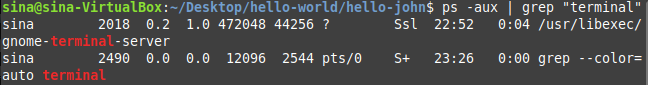 sina@sina-VirtualBox:~/Desktop/hello-world/hello-john$ ps -aux | grep "terminal"
sina        2018  0.2  1.0 472048 44256 ?        Ssl  22:52   0:04 /usr/libexec/
gnome-terminal-server
sina        2490  0.0  0.0  12096  2544 pts/0    S+   23:26   0:00 grep --color=
auto terminal